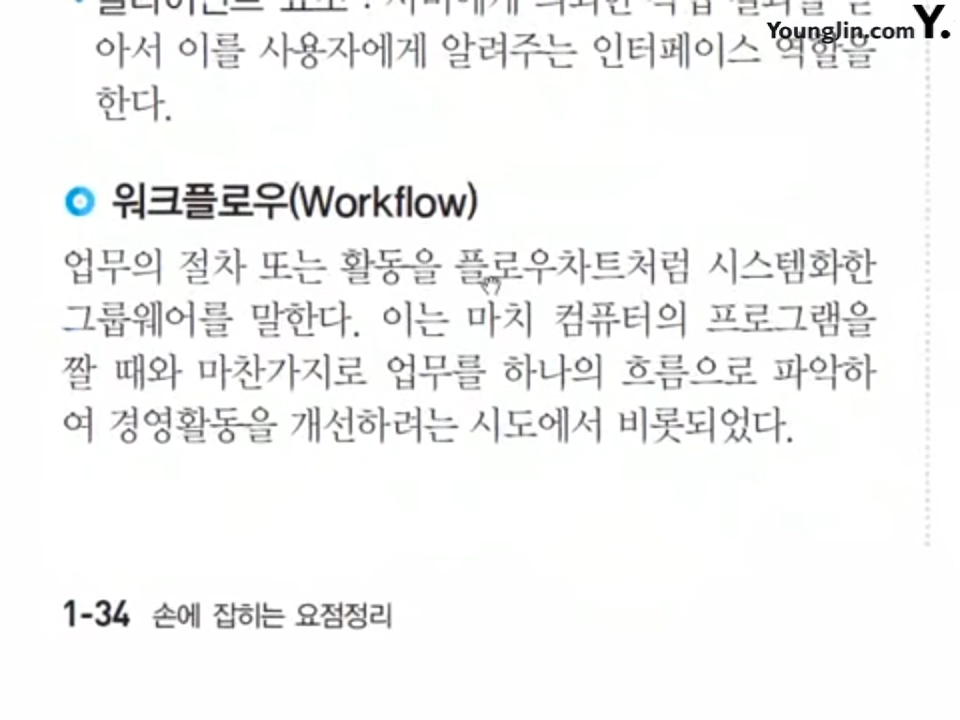 YoungJin.com Y.
아서 이를 사용자에게 알려주는 인터페이스 역할을
한다.
워크플로우(Workflow)
업무의 절차 또는 활동을 플로우차트처럼 시스템화한
그룹웨어를 말한다. 이는 마치 컴퓨터의 프로그램을
짤 때와 마찬가지로 업무를 하나의 흐름으로 파악하
여 경영활동을 개선하려는 시도에서 비롯되었다.
1-34 손에 잡히는 요점정리